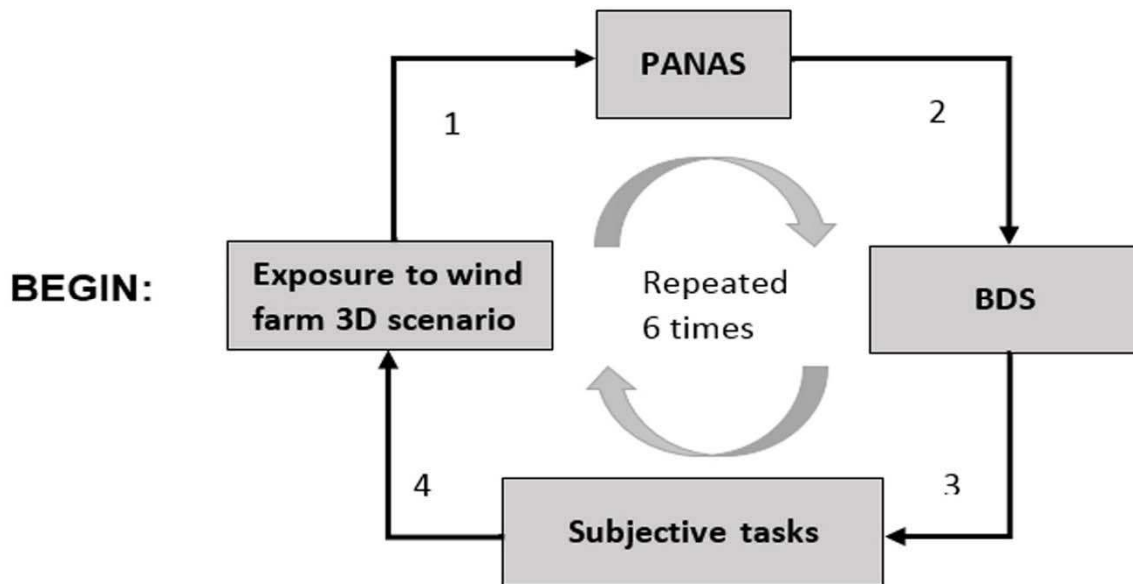 PANAS
1
2
BEGIN:
Exposure to wind
farm 3D scenario
Repeated
6 times
BDS
4
3
Subjective tasks